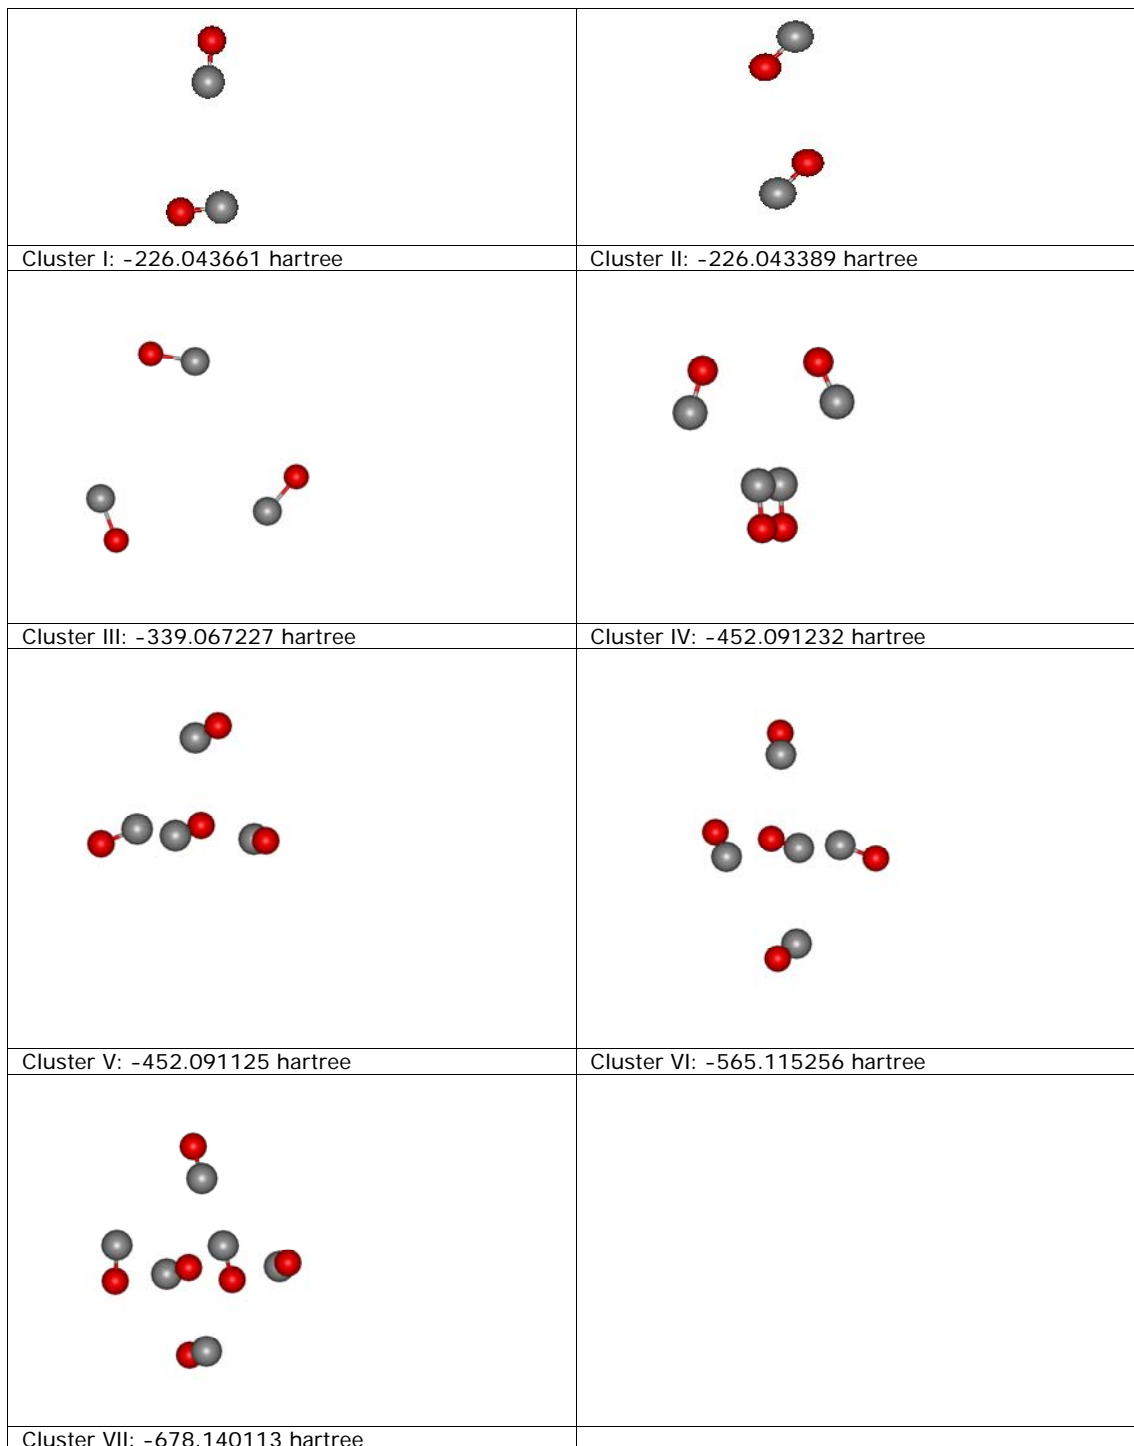 Cluster I: -226.043661 hartree
Cluster II: -226.043389 hartree
Cluster III: -339.067227 hartree
Cluster IV: -452.091232 hartree
Cluster V: -452.091125 hartree
Cluster VI: -565.115256 hartree
Cluster VII: -678.140113 hartree